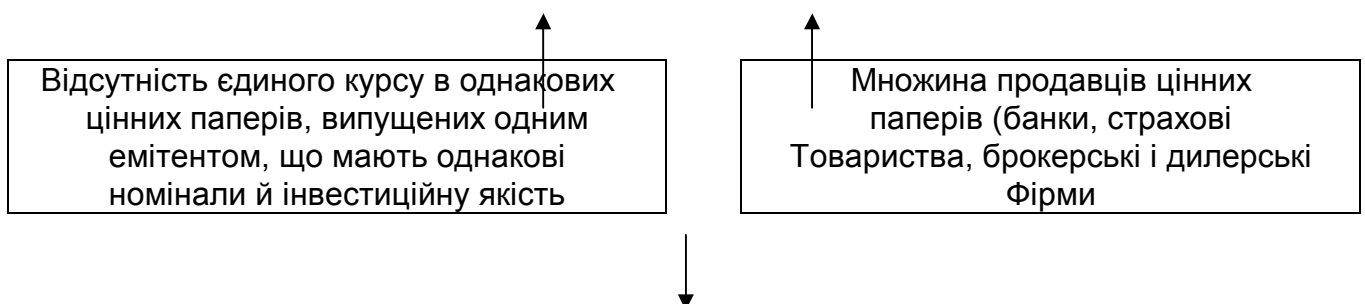 Відсутність єдиного курсу в однакових
цінних паперів, випущених одним
емітентом, що мають однакові
номінали й інвестиційну якість
Множина продавців цінних
паперів (банки, страхові
Товариства, брокерські і дилерські
Фірми